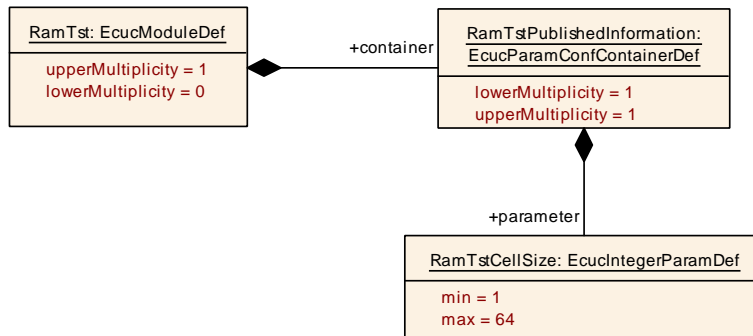 RamTst: EcucModuleDef
upperMultiplicity = 1
lowerMultiplicity = 0
+container
RamTstPublishedInformation:
EcucParamConfContainerDef
lowerMultiplicity = 1
upperMultiplicity = 1
+parameter
RamTstCellSize: EcucIntegerParamDef
min = 1
max = 64